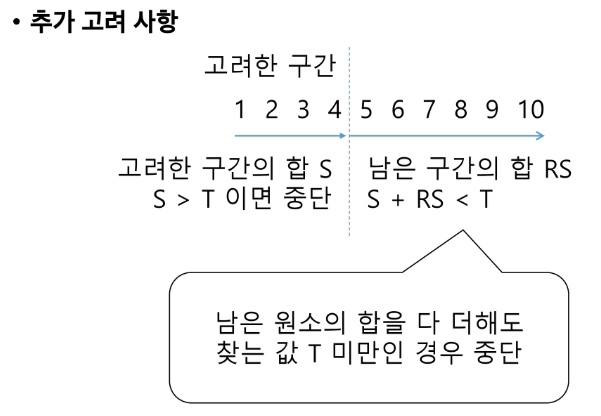 • 추가 고려 사항
고려한 구간
1 2 3 4 5 6 7 8 9 10
고려한 구간의 합 S
S > T 이면 중단
남은 구간의 합 RS
S + RS < T
남은 원소의 합을 다 더해도
찾는 값 T 미만인 경우 중단